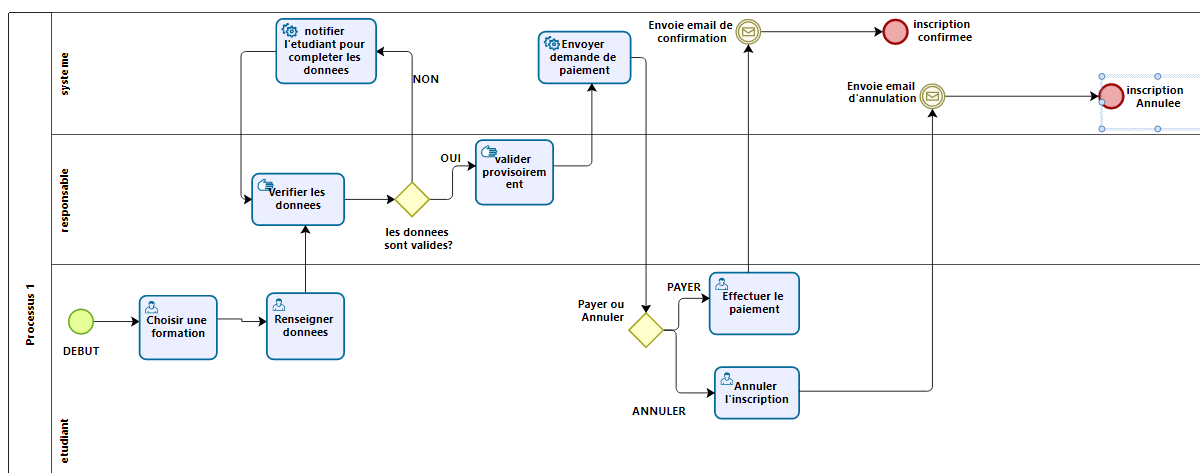 Processus 1
systeme
notifier
l'etudiant pour
completer les
donnees
NON
Envoyer
demande de
paiement
Envoie email de
confirmation
inscription
confirmee
Envoie email
d'annulation
inscription
Annulee
responsable
Verifier les
donnees
les donnees
sont valides?
OUI
valider
provisoirem
ent
etudiant
DEBUT
Choisir une
formation
Renseigner
donnees
Payer ou
Annuler
PAYER
Effectuer le
paiement
ANNULER
Annuler
l'inscription